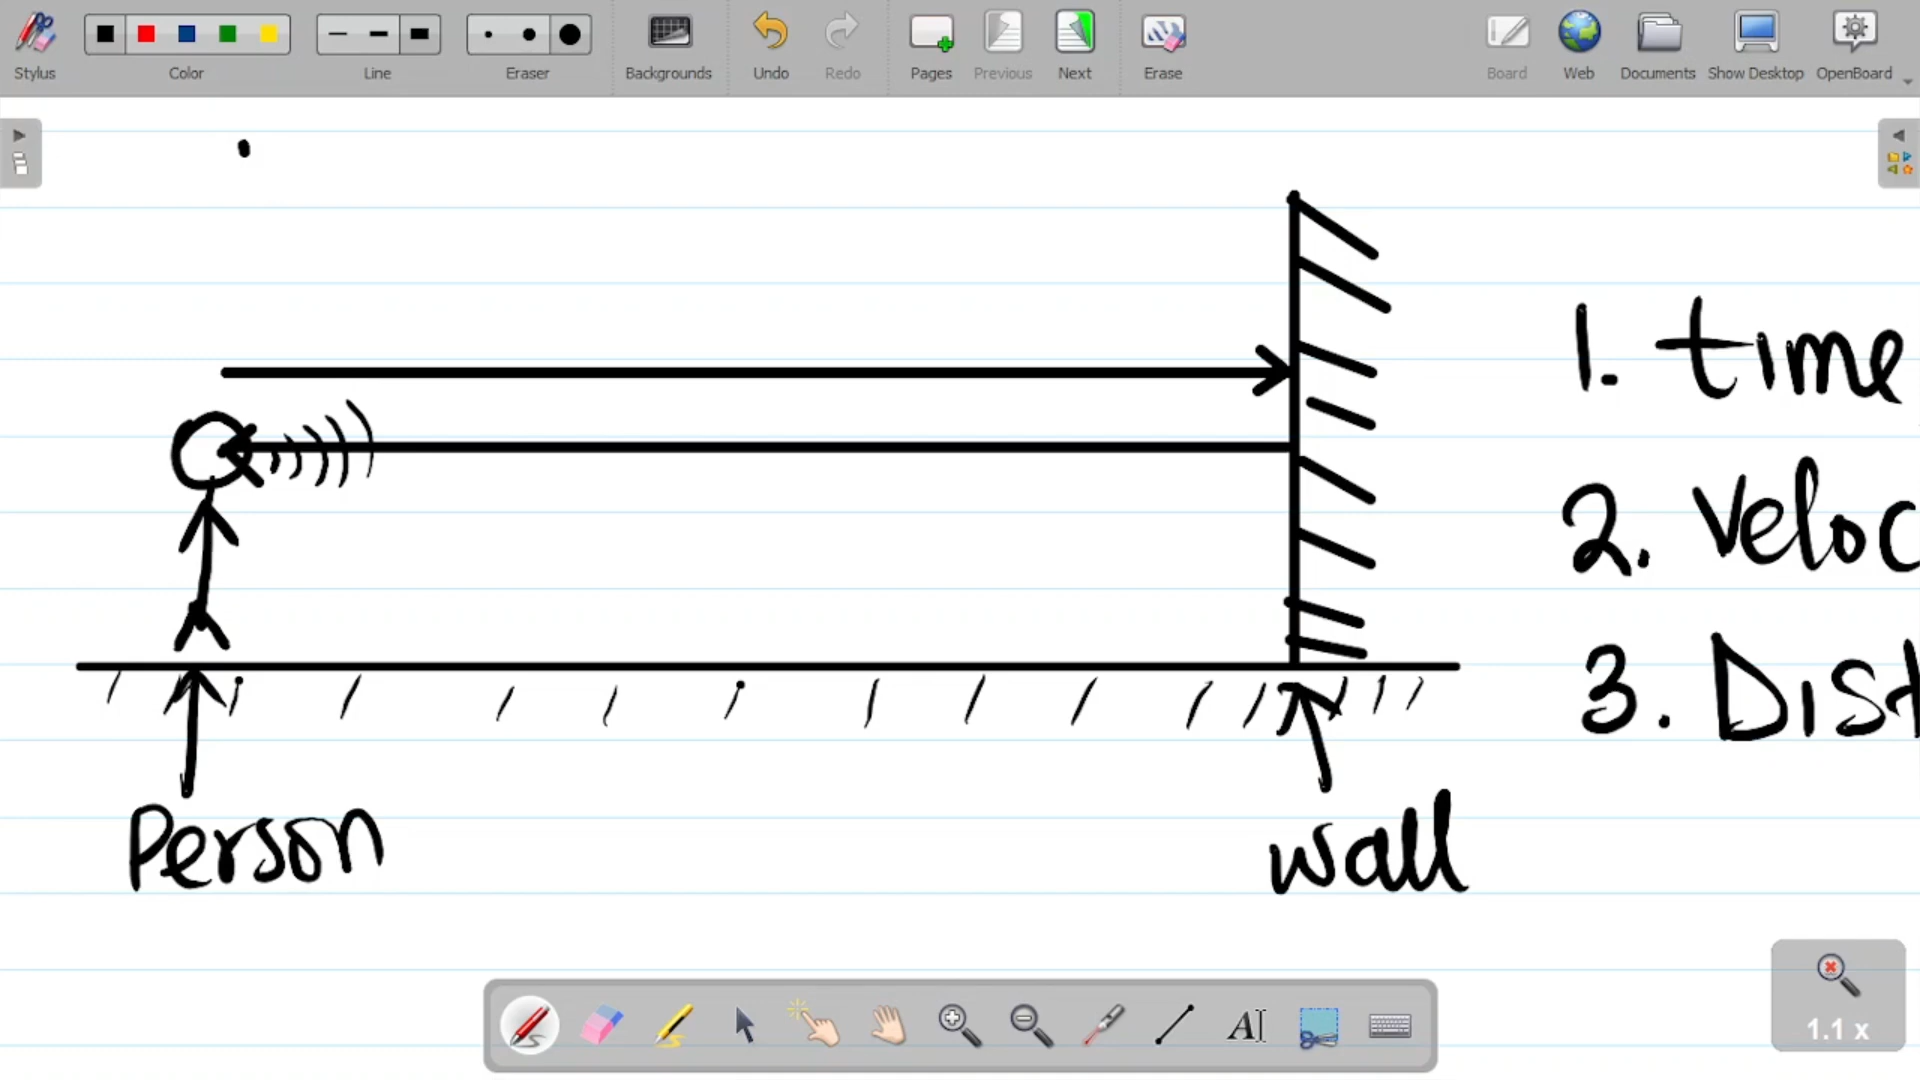 Stylus
Color
Line
Eraser
Backgrounds
Undo
Redo
Pages
Previous
Next
Erase
Board
Web
Documents
Show Desktop
OpenBoard
1. time
2. Veloc
3. Dist
Person
wall
1.1 x